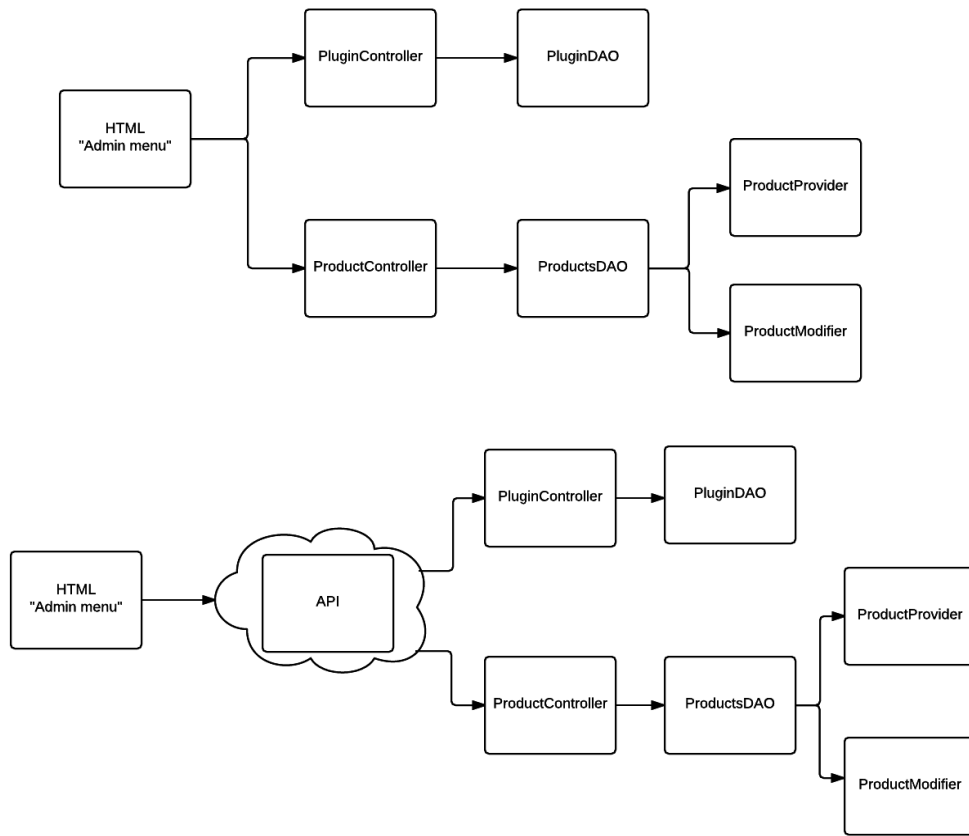 PluginController
PluginDAO
HTML
"Admin menu"
ProductProvider
ProductController
ProductsDAO
ProductModifier
PluginController
PluginDAO
HTML
"Admin menu"
API
ProductProvider
ProductController
ProductsDAO
ProductModifier